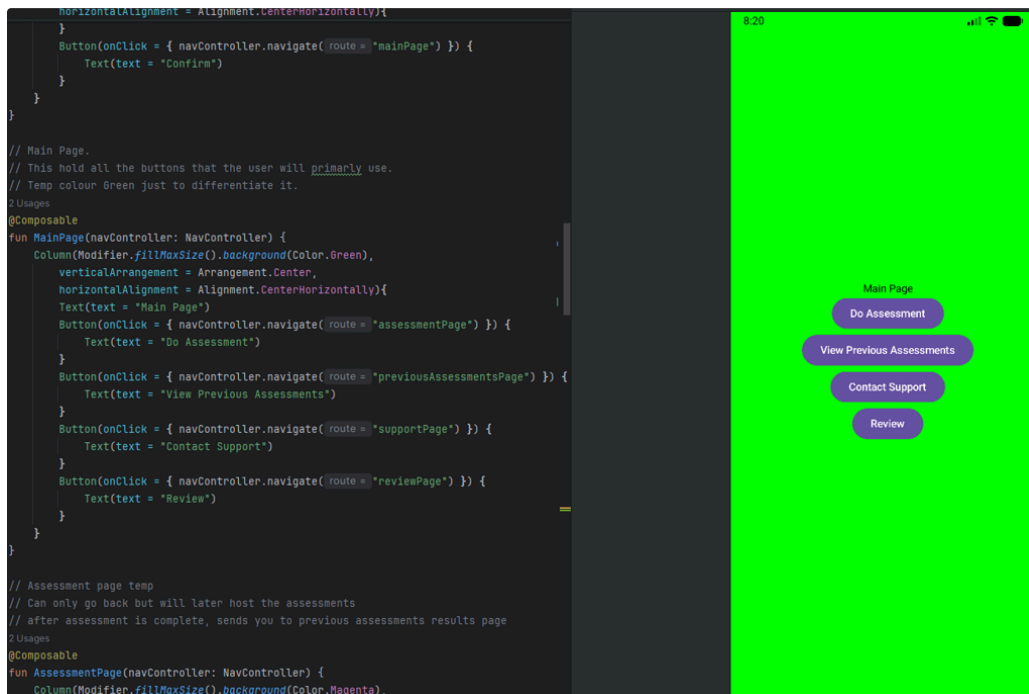 horizontalAlignment = Alignment.CenterHorizontally){
}
Button(onClick = { navController.navigate( route = "mainPage") }) {
Text(text = "Confirm")
}
}
}
// Main Page.
// This hold all the buttons that the user will primarly use.
// Temp colour Green just to differentiate it.
2 Usages
@Composable
fun MainPage(navController: NavController) {
Column(Modifier.fillMaxSize().background(Color.Green),
verticalArrangement = Arrangement.Center,
horizontalAlignment = Alignment.CenterHorizontally){
Text(text = "Main Page")
Button(onClick = { navController.navigate( route = "assessmentPage") }) {
Text(text = "Do Assessment")
}
Button(onClick = { navController.navigate( route = "previousAssessmentsPage") }) {
Text(text = "View Previous Assessments")
}
Button(onClick = { navController.navigate( route = "supportPage") }) {
Text(text = "Contact Support")
}
Button(onClick = { navController.navigate( route = "reviewPage") }) {
Text(text = "Review")
}
}
}
// Assessment page temp
// Can only go back but will later host the assessments
// after assessment is complete, sends you to previous assessments results page
2 Usages
@Composable
fun AssessmentPage(navController: NavController) {
Column(Modifier.fillMaxSize().background(Color.Magenta),
8:20
Main Page
Do Assessment
View Previous Assessments
Contact Support
Review